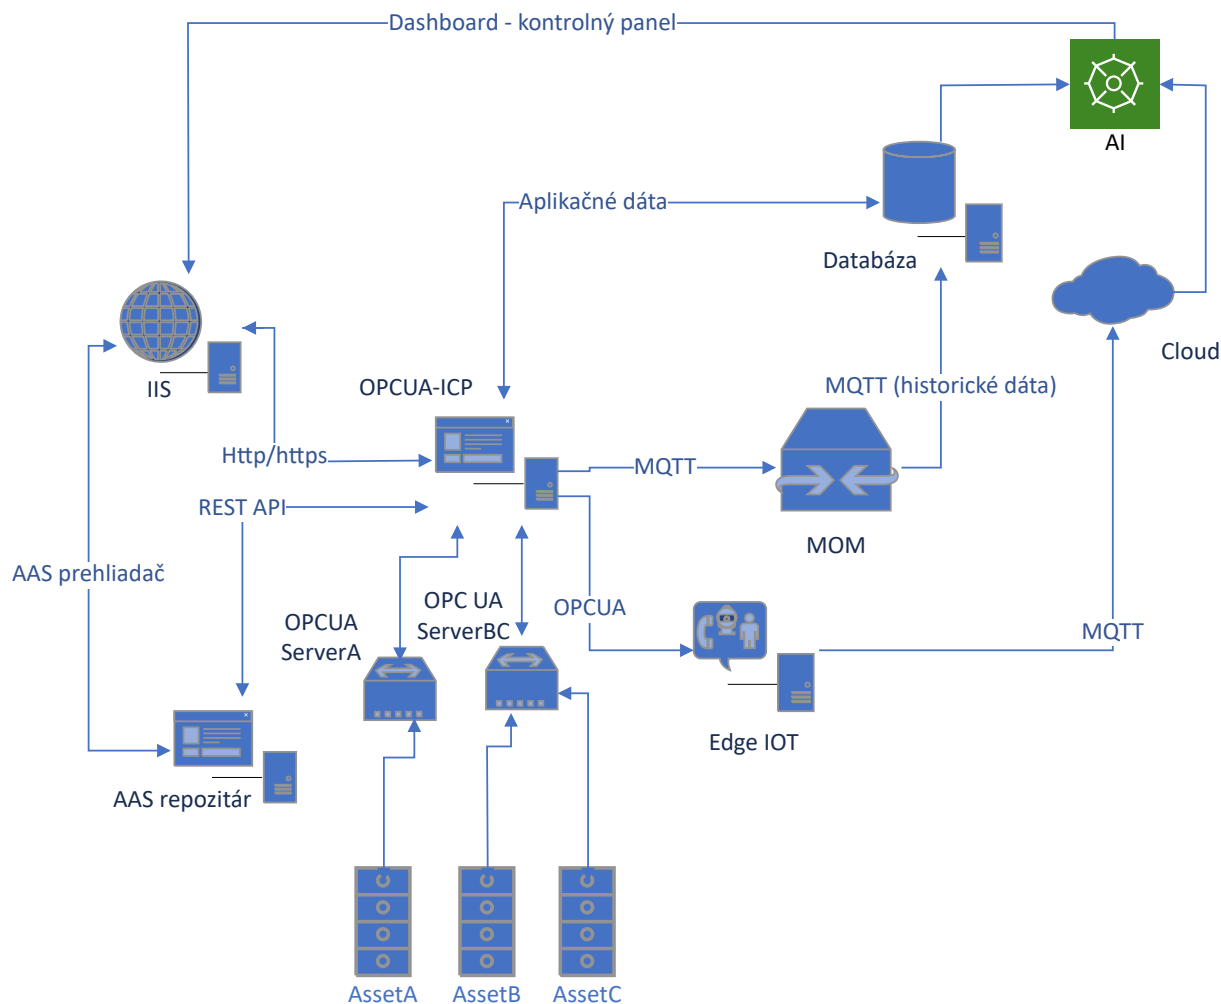 Dashboard - kontrolný panel
AI
Aplikačné dáta
Databáza
Cloud
IIS
OPCUA-ICP
MQTT (historické dáta)
Http/https
MQTT
REST API
MOM
AAS prehliadač
OPCUA
ServerA
OPC UA
ServerBC
OPCUA
MQTT
Edge IOT
AAS repozitár
AssetA
AssetB
AssetC